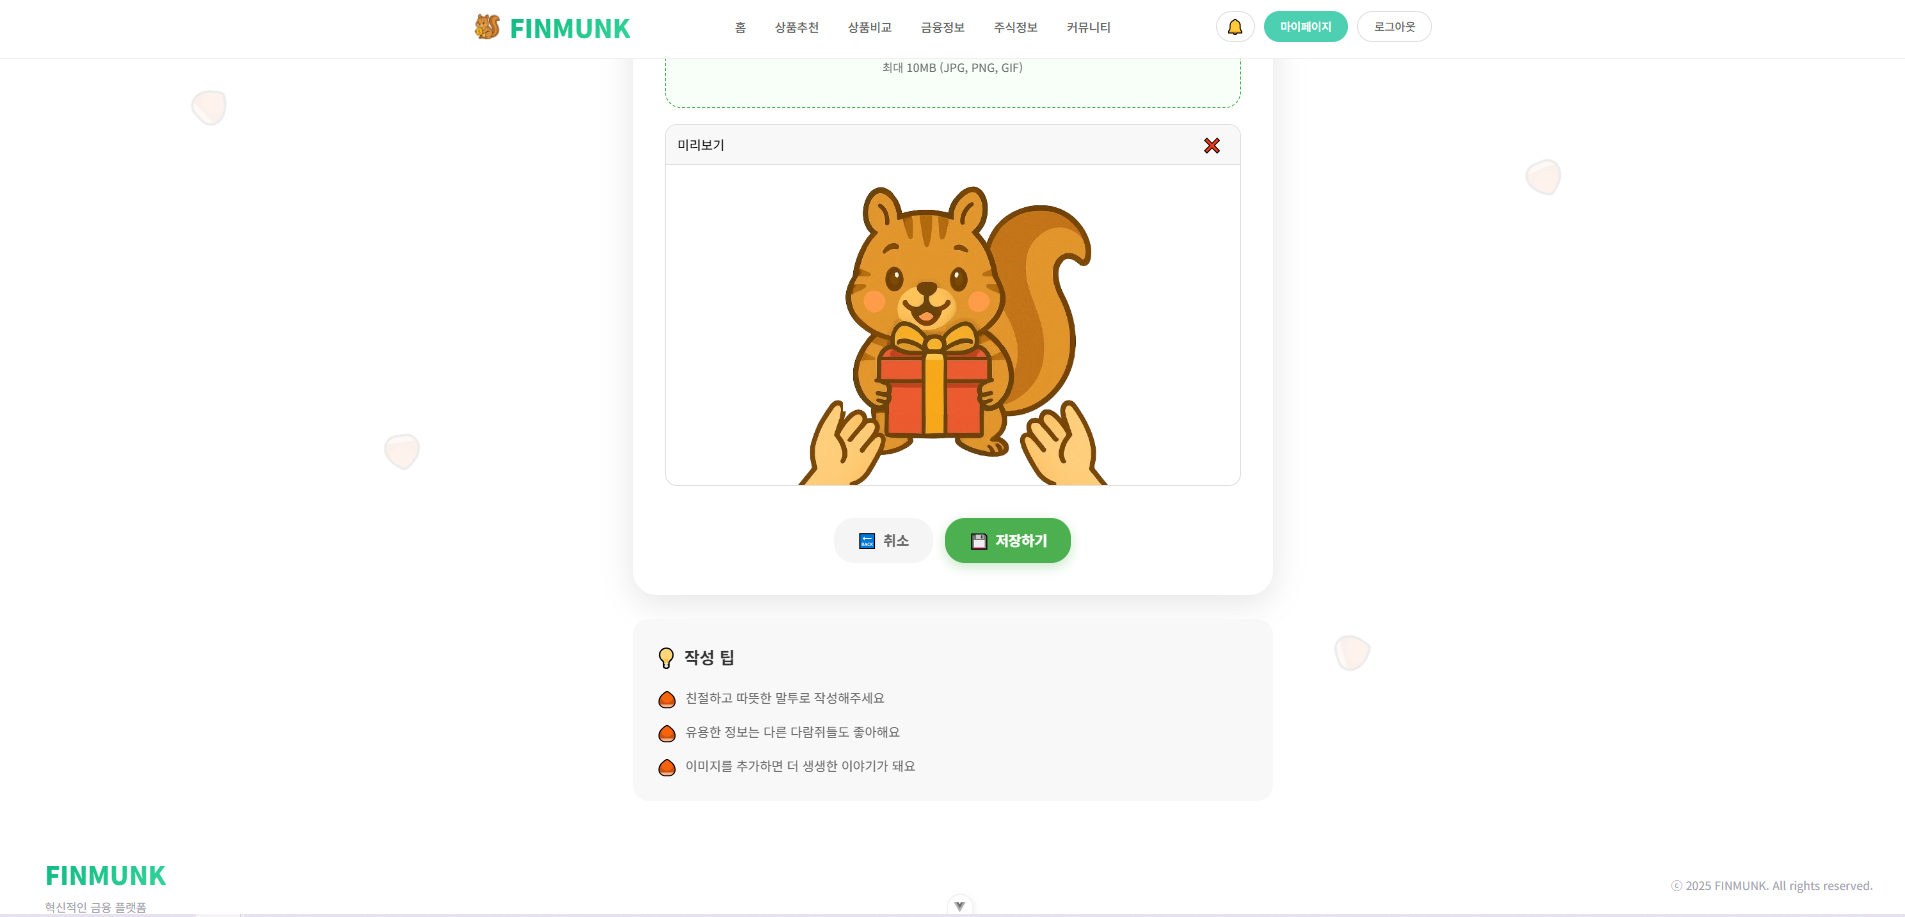 FINMUNK
홈 상품추천 상품비교 금융정보 주식정보 커뮤니티
마이페이지 로그아웃
최대 10MB (JPG, PNG, GIF)
미리보기
BACK 취소 저장하기
작성 팁
친절하고 따뜻한 말투로 작성해주세요
유용한 정보는 다른 다람쥐들도 좋아해요
이미지를 추가하면 더 생생한 이야기가 돼요
FINMUNK
혁신적인 금융 플랫폼
ⓒ 2025 FINMUNK. All rights reserved.